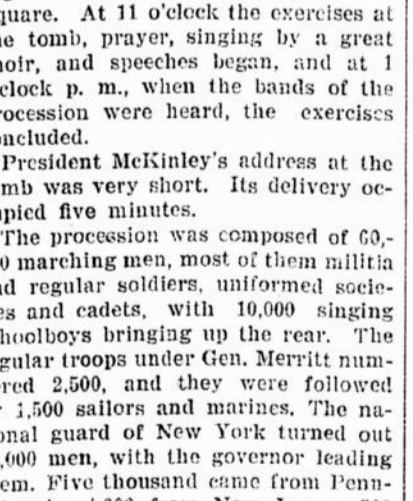 quare. At 11 o'clock the exercises at
e tomb, prayer, singing by a great
oir, and speeches began, and at 1
clock p. m., when the bands of the
ocession were heard, the exercises
ncluded.
President McKinley's address at the
mb was very short. Its delivery oc-
pied five minutes.
The procession was composed of 60,-
0 marching men, most of them militia
d regular soldiers, uniformed socie-
es and cadets, with 10,000 singing
hoolboys bringing up the rear. The
gular troops under Gen. Merritt num-
red 2,500, and they were followed
1,500 sailors and marines. The na-
onal guard of New York turned out
,000 men, with the governor leading
em. Five thousand came from Penn-